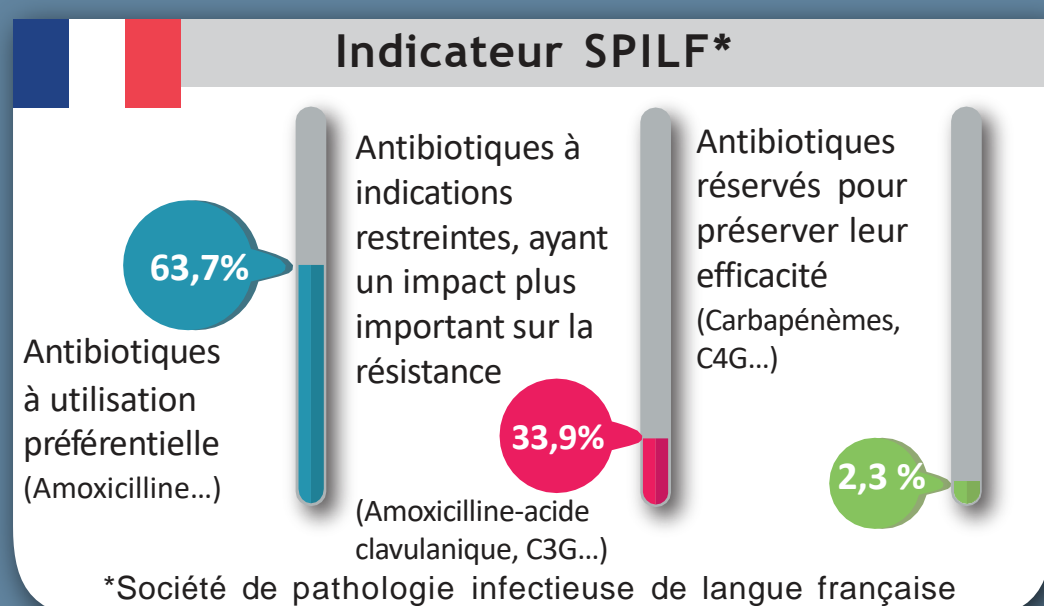 Indicateur SPILF*
63,7%
Antibiotiques
à utilisation
préférentielle
(Amoxicilline...)
Antibiotiques à
indications
restreintes, ayant
un impact plus
important sur la
résistance
33,9%
(Amoxicilline-acide
clavulanique, C3G...)
Antibiotiques
réservés pour
préserver leur
efficacité
(Carbapénèmes,
C4G...)
2,3 %
*Société de pathologie infectieuse de langue française